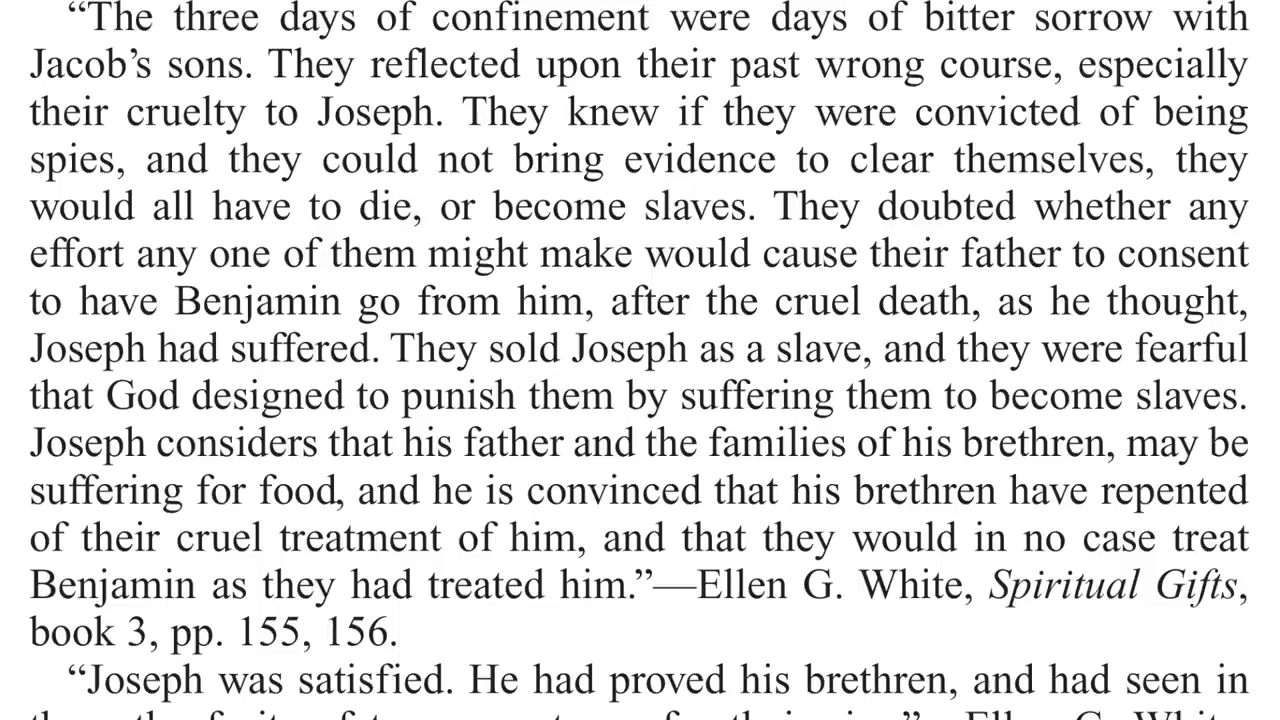 “The three days of confinement were days of bitter sorrow with
Jacob’s sons. They reflected upon their past wrong course, especially
their cruelty to Joseph. They knew if they were convicted of being
spies, and they could not bring evidence to clear themselves, they
would all have to die, or become slaves. They doubted whether any
effort any one of them might make would cause their father to consent
to have Benjamin go from him, after the cruel death, as he thought,
Joseph had suffered. They sold Joseph as a slave, and they were fearful
that God designed to punish them by suffering them to become slaves.
Joseph considers that his father and the families of his brethren, may be
suffering for food, and he is convinced that his brethren have repented
of their cruel treatment of him, and that they would in no case treat
Benjamin as they had treated him.”—Ellen G. White, Spiritual Gifts,
book 3, pp. 155, 156.
“Joseph was satisfied. He had proved his brethren, and had seen in